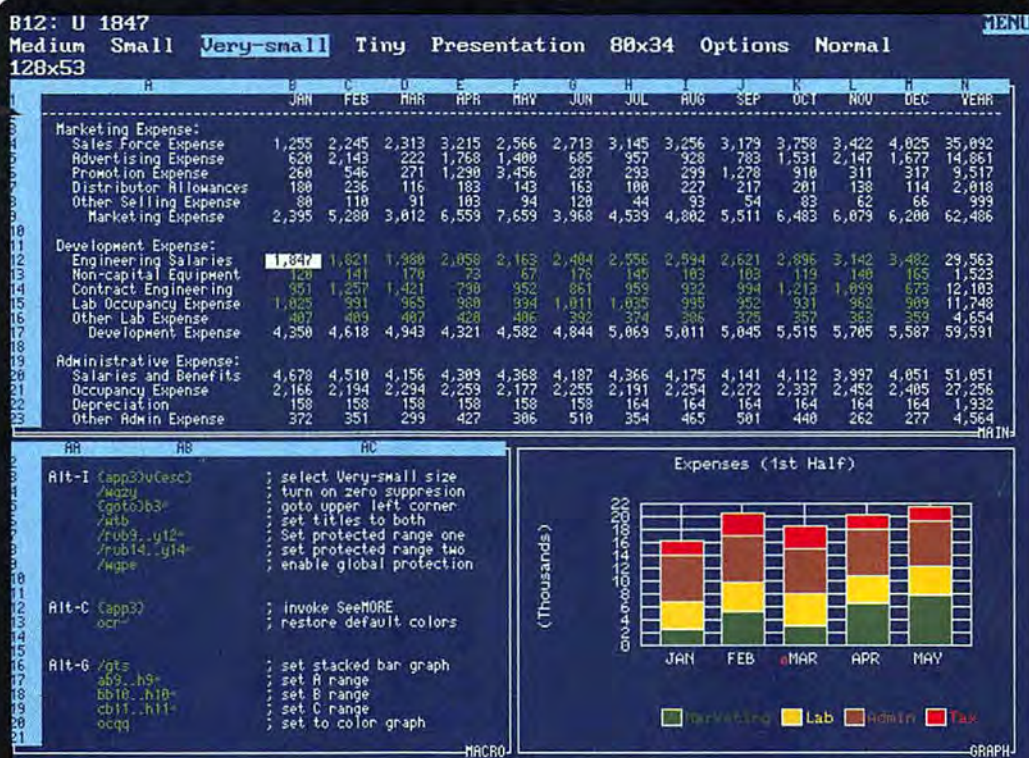 B12: U 1847 MENU
Medium Small Very-small Tiny Presentation 80x34 Options Normal
128x53
A B C D E F G H I J K L M N
1 JAN FEB MAR APR MAY JUN JUL AUG SEP OCT NOV DEC YEAR
3 Marketing Expense:
4 Sales Force Expense 1,255 2,245 2,313 3,215 2,566 2,713 3,145 3,256 3,179 3,758 3,422 4,025 35,092
5 Advertising Expense 620 2,143 222 1,768 1,400 685 957 928 783 1,531 2,147 1,677 14,861
6 Promotion Expense 260 546 271 1,290 3,456 287 293 299 1,278 910 311 317 9,517
7 Distributor Allowances 180 236 116 183 143 163 100 227 217 201 138 114 2,018
8 Other Selling Expense 80 110 91 103 94 120 44 93 54 83 62 66 999
9 Marketing Expense 2,395 5,280 3,012 6,559 7,659 3,968 4,539 4,802 5,511 6,483 6,079 6,200 62,486
10
11 Development Expense:
12 Engineering Salaries 1,847 1,821 1,980 2,058 2,163 2,404 2,556 2,594 2,621 2,896 3,142 3,482 29,563
13 Non-capital Equipment 120 141 170 73 67 176 145 103 103 119 140 165 1,523
14 Contract Engineering 951 1,257 1,421 790 952 861 959 932 994 1,213 1,099 673 12,103
15 Lab Occupancy Expense 1,025 991 965 980 994 1,011 1,035 995 952 931 962 909 11,748
16 Other Lab Expense 407 409 407 420 406 392 374 386 375 357 363 359 4,654
17 Development Expense 4,350 4,618 4,943 4,321 4,582 4,844 5,069 5,011 5,045 5,515 5,705 5,587 59,591
18
19 Administrative Expense:
20 Salaries and Benefits 4,678 4,510 4,156 4,309 4,368 4,187 4,366 4,175 4,141 4,112 3,997 4,051 51,051
21 Occupancy Expense 2,166 2,194 2,294 2,259 2,177 2,255 2,191 2,254 2,272 2,337 2,452 2,405 27,256
22 Depreciation 158 158 158 158 158 158 164 164 164 164 164 164 1,932
23 Other Admin Expense 372 351 299 427 306 510 354 465 501 440 262 277 4,564
MAIN
AA AB AC
Alt-I {app3}v{esc} ; select Very-small size
/wgzy ; turn on zero suppresion
{goto}b3~ ; goto upper left corner
/wtb ; set titles to both
/rub9..y12~ ; Set protected range one
/rub14..y14~ ; set protected range two
/wgpe ; enable global protection
Alt-C {app3} ; invoke SeeMORE
ocr~ ; restore default colors
Alt-G /gts ; set stacked bar graph
ab9..h9~ ; set A range
bb10..h10~ ; set B range
cb11..h11~ ; set C range
ocqq ; set to color graph
MACRO
Expenses (1st Half)
(Thousands)
22
20
18
16
14
12
10
8
6
4
2
0
JAN FEB MAR APR MAY
Marketing Lab Admin Tax
GRAPH